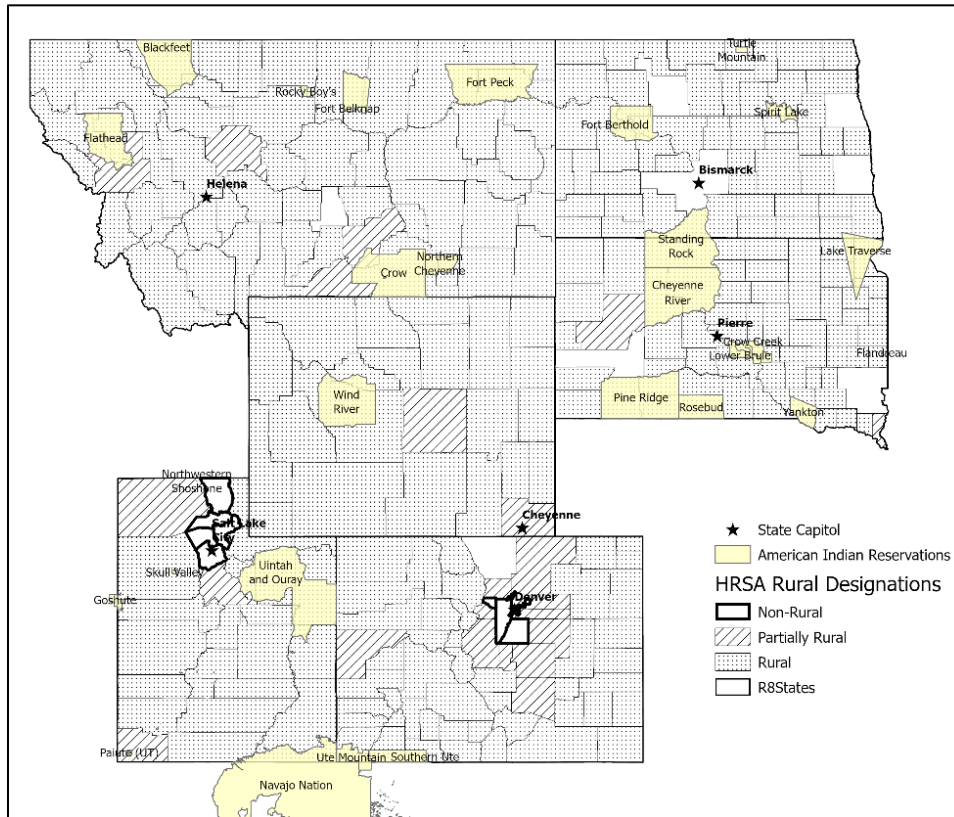 Blackfeet
Turtle
Mountain
Rocky Boy's
Fort Peck
Fort Belknap
Spirit Lake
Fort Berthold
Flathead
Bismarck
Helena
Standing
Rock
Lake Traverse
Northern
Cheyenne
Crow
Cheyenne
River
Pierre
Crow Creek
Lower Brule
Flandreau
Wind
River
Pine Ridge
Rosebud
Yankton
Northwestern
Shoshone
Cheyenne
Salt Lake
City
Skull Valley
Uintah
and Ouray
Goshute
Denver
Paiute (UT)
Ute Mountain
Southern Ute
Navajo Nation
State Capitol
American Indian Reservations
HRSA Rural Designations
Non-Rural
Partially Rural
Rural
R8States